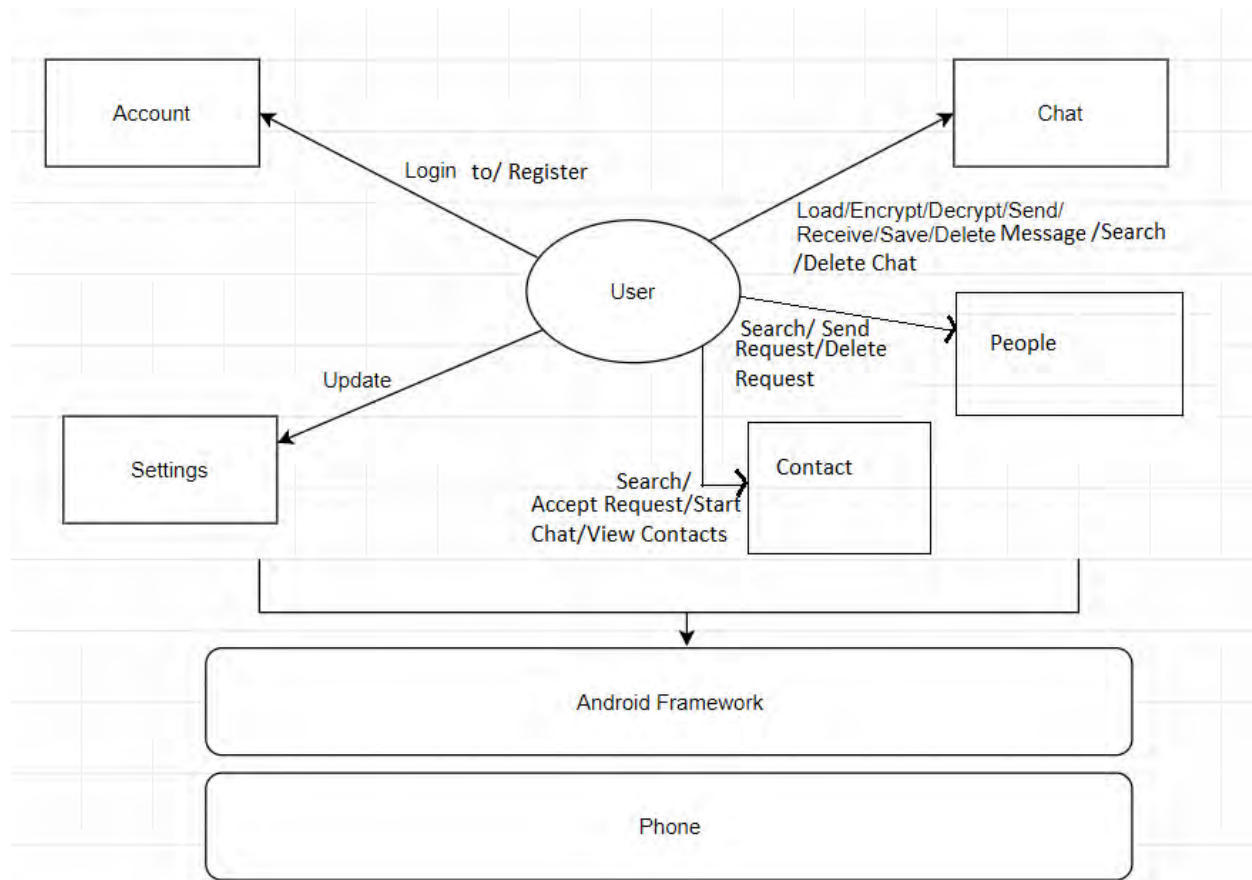 Account
Chat
Login to/ Register
Load/Encrypt/Decrypt/Send/
Receive/Save/Delete Message /Search
/Delete Chat
User
Search/ Send
Request/Delete
Request
People
Update
Settings
Contact
Search/
Accept Request/Start
Chat/View Contacts
Android Framework
Phone